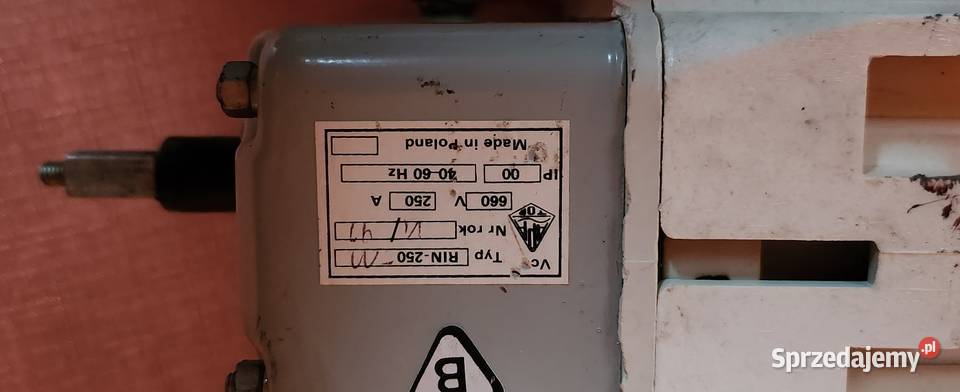 Typ RIN-250
Nr rok
660 V 250 A
IP 00 40-60 Hz
Made in Poland
B
Sprzedajemy.pl